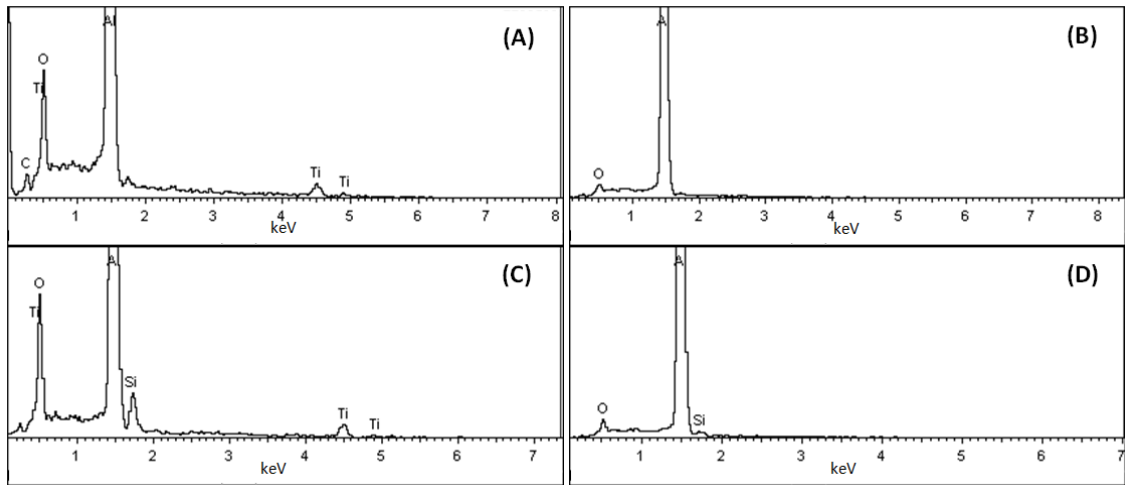 Al (A)
O
Ti
C
Ti Ti
1 2 3 4 5 6 7 8
keV
A (B)
O
1 2 3 4 5 6 7 8
keV
A (C)
O
Ti
Si
Ti Ti
1 2 3 4 5 6 7
keV
A (D)
O Si
1 2 3 4 5 6 7
keV